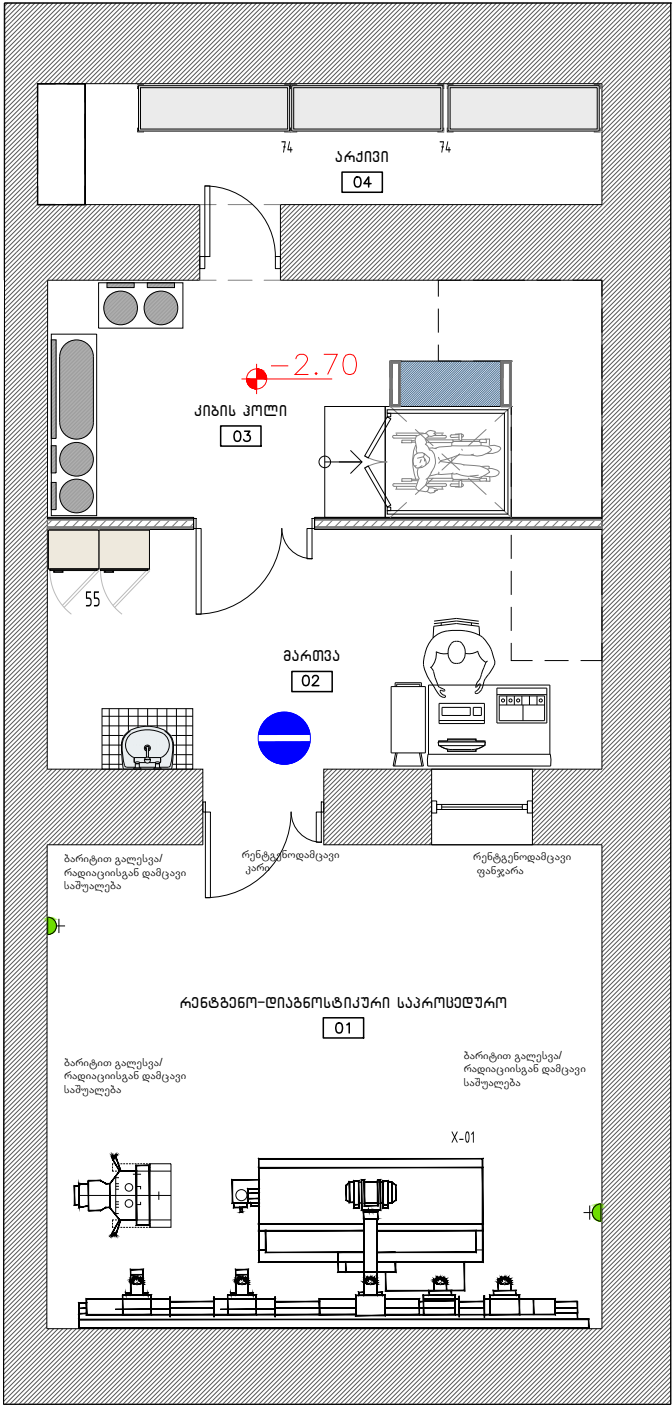 74
74
არქივი
04
-2.70
კიბის ჰოლი
03
55
მართვა
02
ბარიტით გალესვა/
რადიაციისგან დამცავი
საშუალება
რენტგენოდამცავი
კარი
რენტგენოდამცავი
ფანჯარა
რენტგენო-დიაგნოსტიკური საპროცედურო
01
ბარიტით გალესვა/
რადიაციისგან დამცავი
საშუალება
ბარიტით გალესვა/
რადიაციისგან დამცავი
საშუალება
X-01